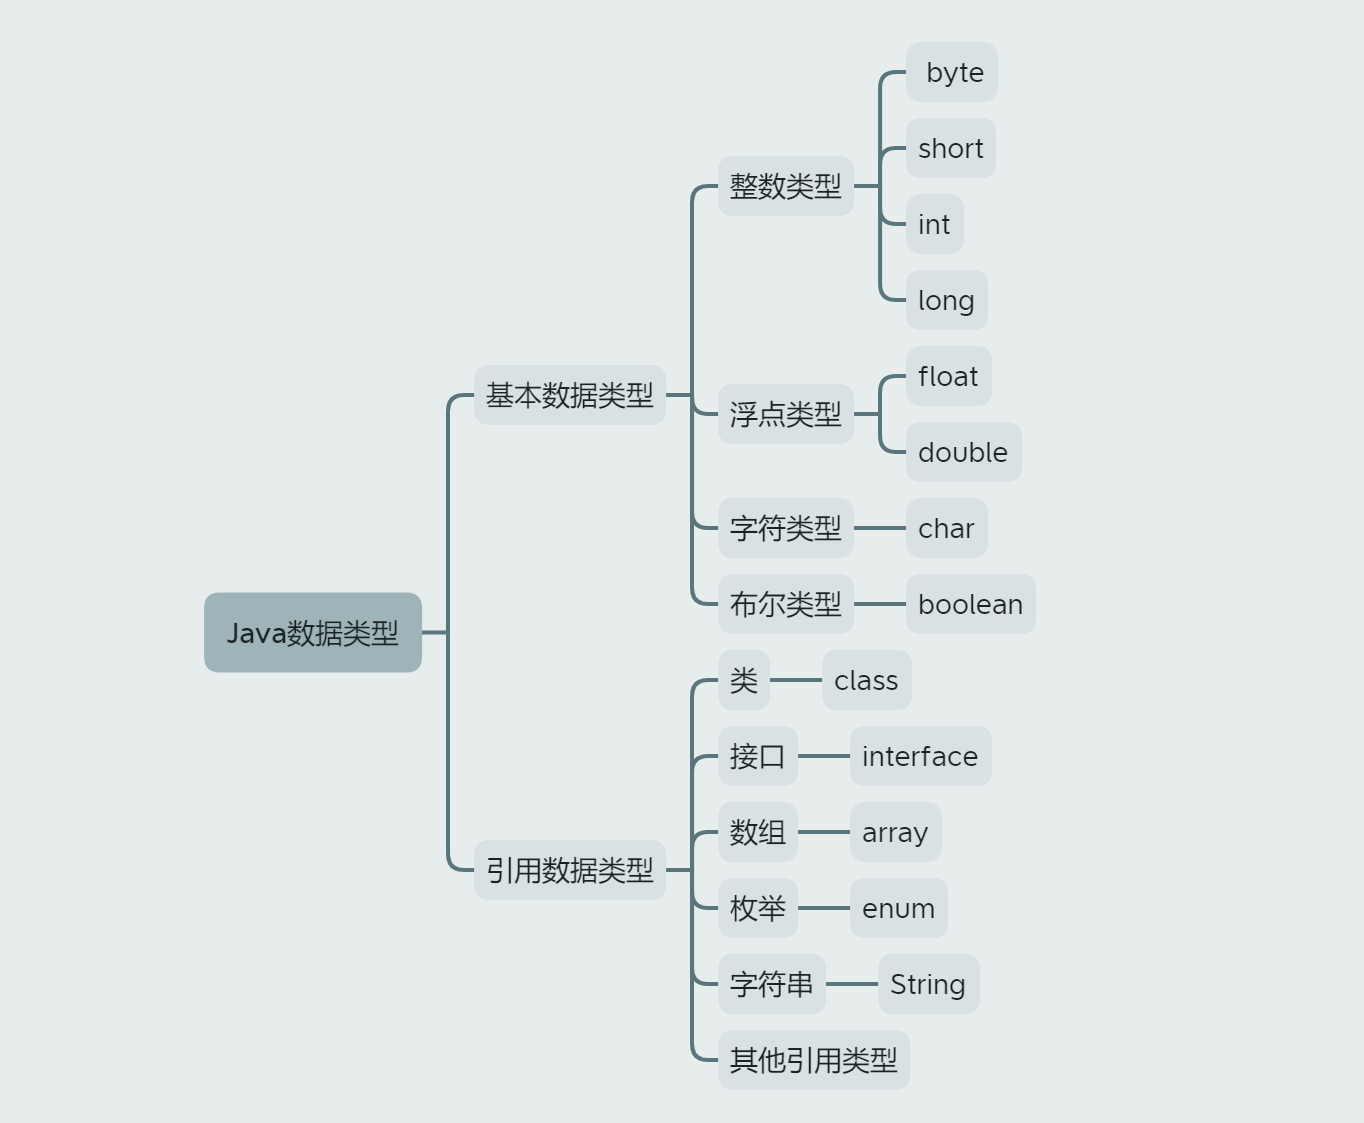 Java数据类型
基本数据类型
整数类型
byte
short
int
long
浮点类型
float
double
字符类型
char
布尔类型
boolean
引用数据类型
类
class
接口
interface
数组
array
枚举
enum
字符串
String
其他引用类型